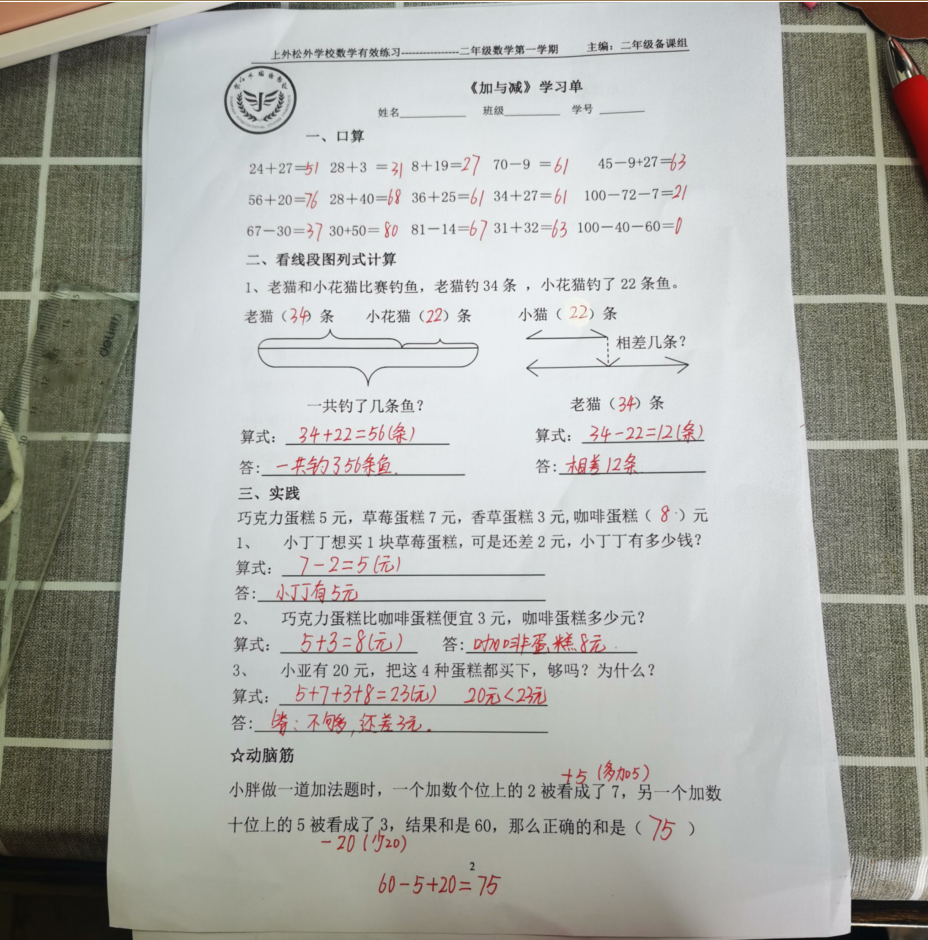 上外松外学校数学有效练习----------------二年级数学第一学期 主编：二年级备课组
《加与减》学习单
姓名________ 班级________ 学号________
一、口算
24＋27＝51 28＋3 ＝31 8＋19＝27 70－9 ＝61 45－9+27＝63
56＋20＝76 28＋40＝68 36＋25＝61 34＋27＝61 100－72－7＝21
67－30＝37 30+50＝80 81－14＝67 31＋32＝63 100－40－60＝0
二、看线段图列式计算
1、老猫和小花猫比赛钓鱼，老猫钓 34 条 ，小花猫钓了 22 条鱼。
老猫（34）条 小花猫（22）条 小猫（ 22）条
相差几条？
一共钓了几条鱼？ 老猫（34）条
算式：34+22=56(条) 算式：34-22=12(条)
答：一共钓了56条鱼. 答：相差12条
三、实践
巧克力蛋糕 5 元，草莓蛋糕 7 元，香草蛋糕 3 元,咖啡蛋糕（ 8 ）元
1、 小丁丁想买 1 块草莓蛋糕，可是还差 2 元，小丁丁有多少钱？
算式：7-2=5(元)
答：小丁丁有5元
2、 巧克力蛋糕比咖啡蛋糕便宜 3 元，咖啡蛋糕多少元？
算式：5+3=8(元) 答：咖啡蛋糕8元.
3、 小亚有 20 元，把这 4 种蛋糕都买下，够吗？为什么？
算式：5+7+3+8=23(元) 20元<23元
答：答：不够,还差3元.
☆动脑筋
+5 (多加5)
小胖做一道加法题时，一个加数个位上的 2 被看成了 7，另一个加数
十位上的 5 被看成了 3，结果和是 60，那么正确的和是（ 75 ）
-20 (少20)
2
60-5+20=75